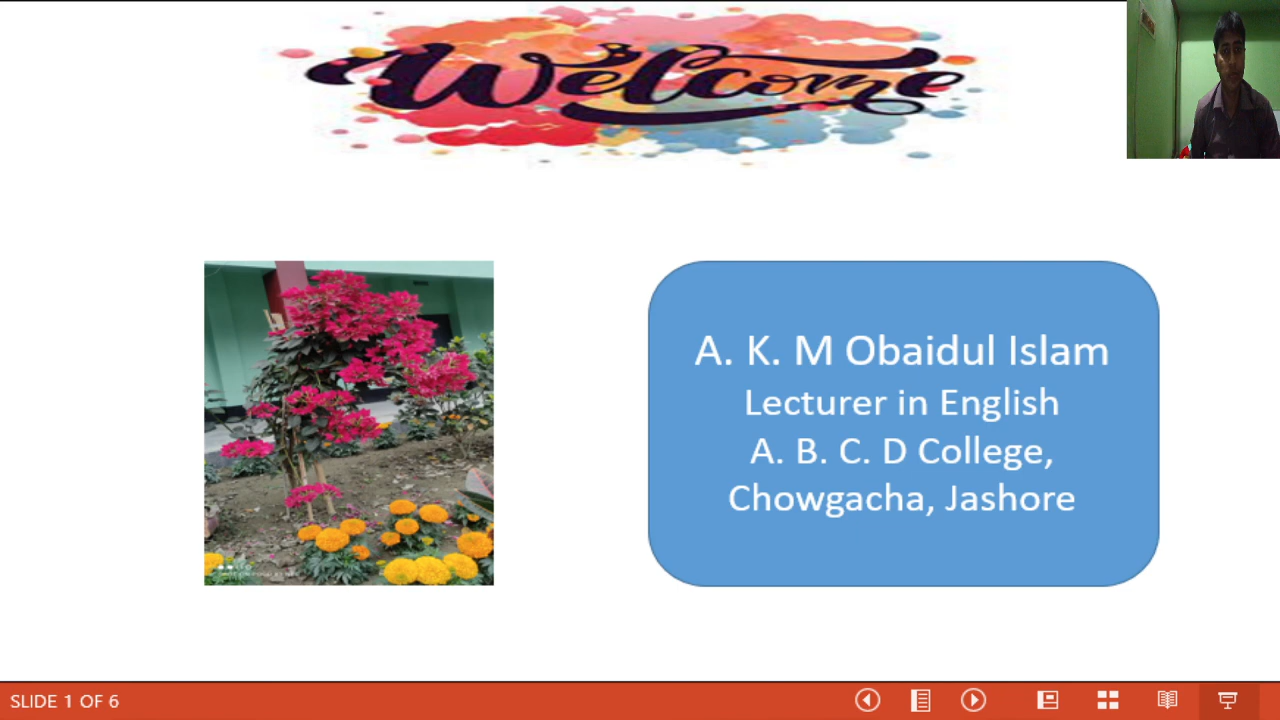 Welcome
A. K. M Obaidul Islam
Lecturer in English
A. B. C. D College,
Chowgacha, Jashore
SLIDE 1 OF 6